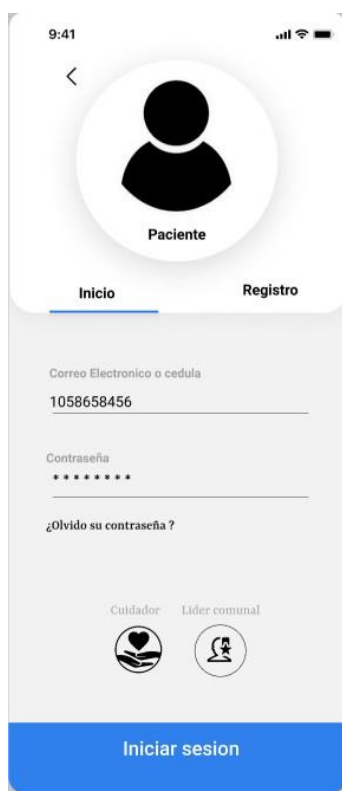 9:41
Paciente
Inicio Registro
Correo Electronico o cedula
1058658456
Contraseña
* * * * * * * *
¿Olvido su contraseña ?
Cuidador Lider comunal
Iniciar sesion